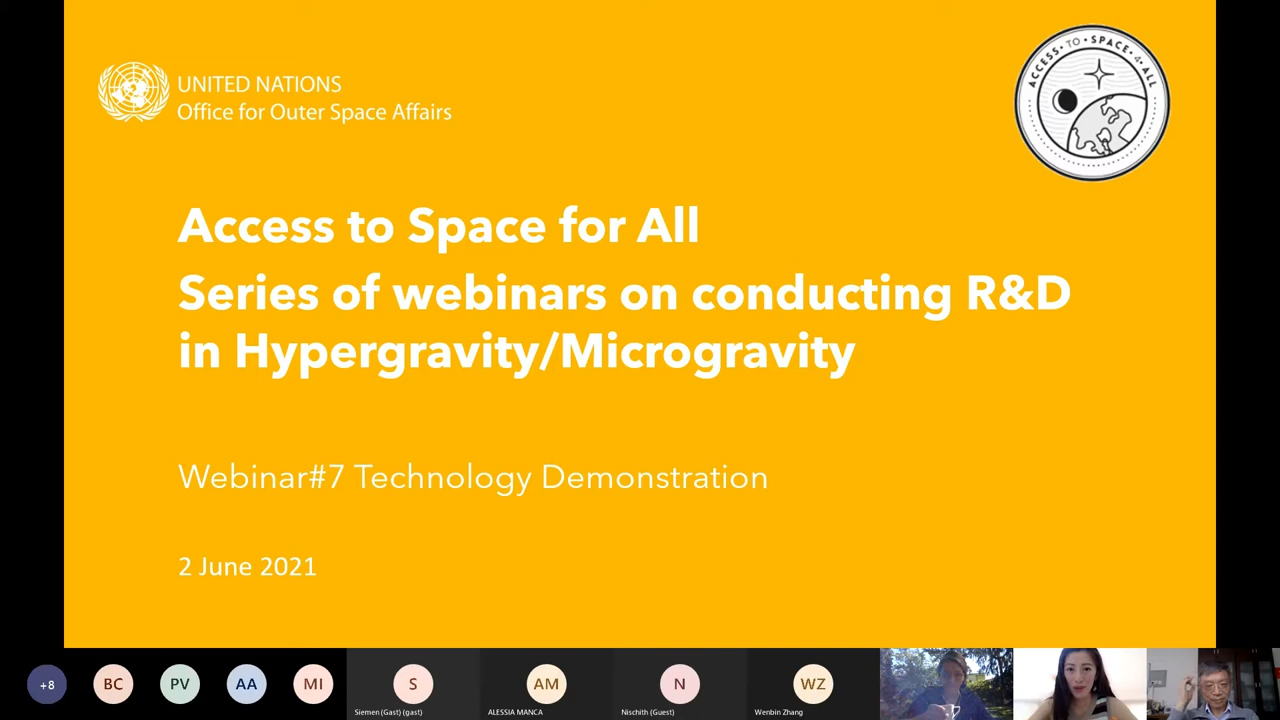 UNITED NATIONS
Office for Outer Space Affairs
ACCESS • TO • SPACE • 4 • ALL
Access to Space for All
Series of webinars on conducting R&D
in Hypergravity/Microgravity
Webinar#7 Technology Demonstration
2 June 2021
+8
BC
PV
AA
MI
S
AM
N
WZ
Siemen (Gast) (gast)
ALESSIA MANCA
Nischith (Guest)
Wenbin Zhang